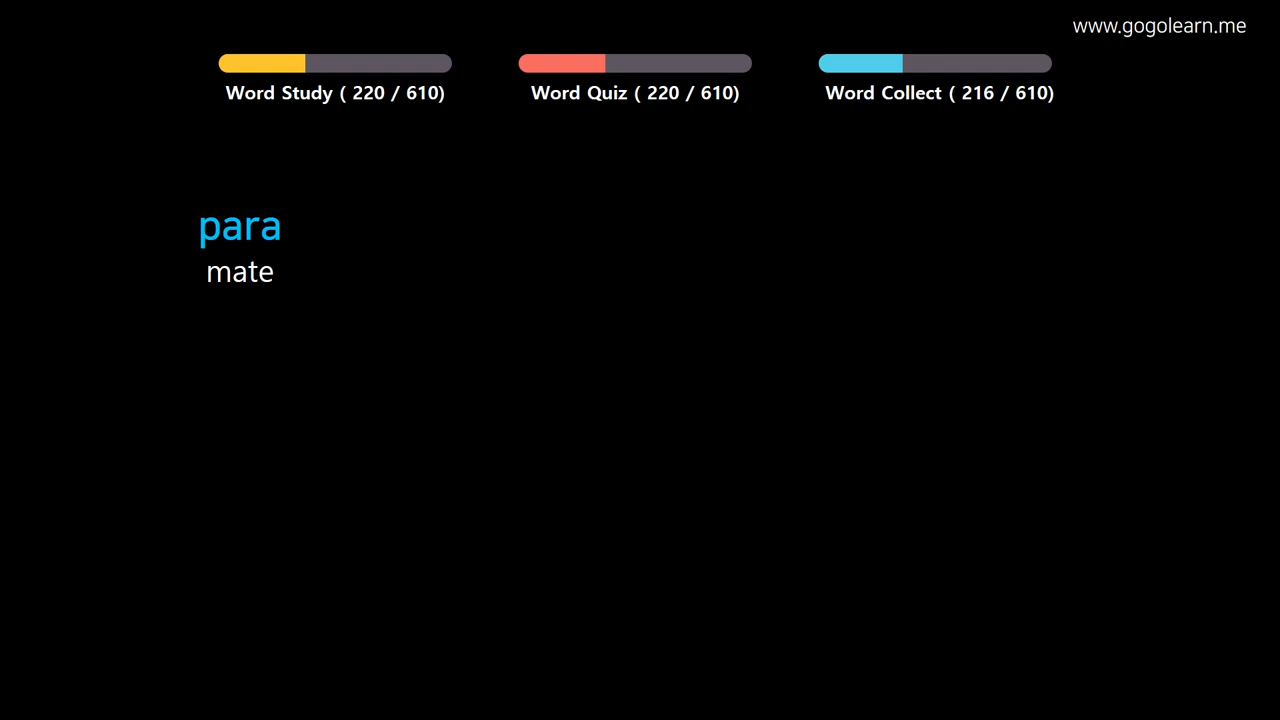 www.gogolearn.me
Word Study ( 220 / 610)
Word Quiz ( 220 / 610)
Word Collect ( 216 / 610)
para
mate